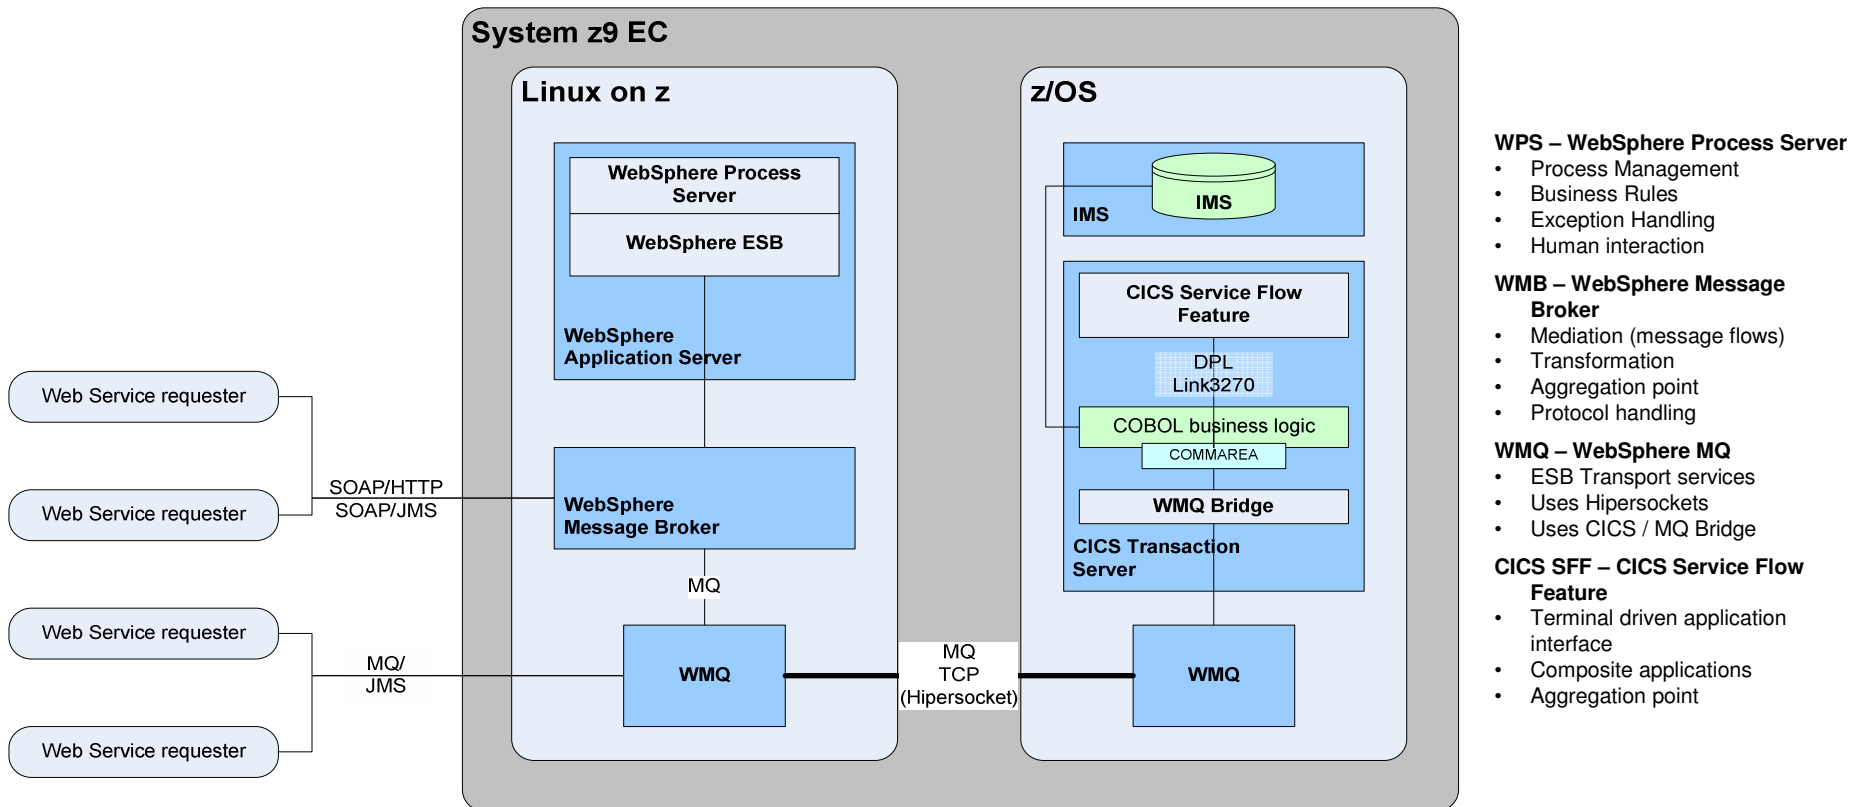 System z9 EC
Linux on z
WebSphere Process
Server
WebSphere ESB
WebSphere
Application Server
WebSphere
Message Broker
MQ
WMQ
Web Service requester
Web Service requester
SOAP/HTTP
SOAP/JMS
Web Service requester
Web Service requester
MQ/
JMS
MQ
TCP
(Hipersocket)
z/OS
IMS
IMS
CICS Service Flow
Feature
DPL
Link3270
COBOL business logic
COMMAREA
WMQ Bridge
CICS Transaction
Server
WMQ
WPS – WebSphere Process Server
• Process Management
• Business Rules
• Exception Handling
• Human interaction
WMB – WebSphere Message
Broker
• Mediation (message flows)
• Transformation
• Aggregation point
• Protocol handling
WMQ – WebSphere MQ
• ESB Transport services
• Uses Hipersockets
• Uses CICS / MQ Bridge
CICS SFF – CICS Service Flow
Feature
• Terminal driven application
interface
• Composite applications
• Aggregation point